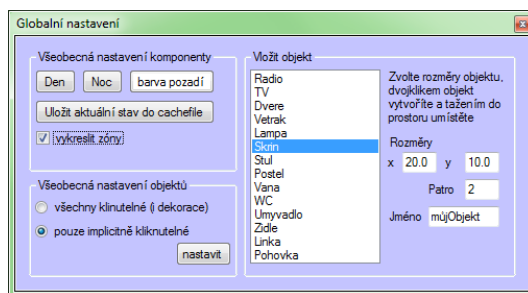 Globalní nastavení
Všeobecná nastavení komponenty
Den
Noc
barva pozadí
Uložit aktuální stav do cachefile
vykreslit zóny
Všeobecná nastavení objektů
všechny klinutelné (i dekorace)
pouze implicitně kliknutelné
nastavit
Vložit objekt
Radio
TV
Dvere
Vetrak
Lampa
Skrin
Stul
Postel
Vana
WC
Umyvadlo
Zidle
Linka
Pohovka
Zvolte rozměry objektu,
dvojklikem objekt
vytvoříte a tažením do
prostoru umístěte
Rozměry
x 20.0 y 10.0
Patro 2
Jméno můjObjekt